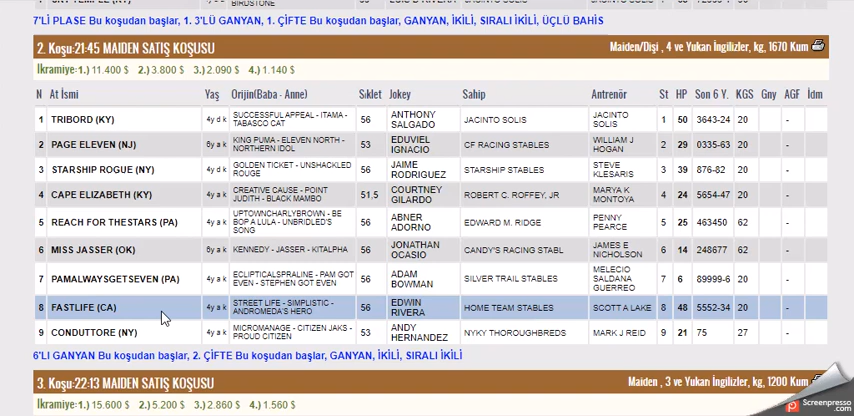 BIRDSTONE
7'Lİ PLASE Bu koşudan başlar, 1. 3'LÜ GANYAN, 1. ÇİFTE Bu koşudan başlar, GANYAN, İKİLİ, SIRALI İKİLİ, ÜÇLÜ BAHİS
2. Koşu:21:45 MAIDEN SATIŞ KOŞUSU Maiden/Dişi , 4 ve Yukarı İngilizler, kg, 1670 Kum
İkramiye:1.) 11.400 $ 2.) 3.800 $ 3.) 2.090 $ 4.) 1.140 $
N At İsmi Yaş Orijin(Baba - Anne) Sıklet Jokey Sahip Antrenör St HP Son 6 Y. KGS Gny AGF İdm
1 TRIBORD (KY) 4y d k SUCCESSFUL APPEAL - ITAMA - TABASCO CAT 56 ANTHONY SALGADO JACINTO SOLIS JACINTO SOLIS 1 50 3643-24 20 -
2 PAGE ELEVEN (NJ) 6y a k KING PUMA - ELEVEN NORTH - NORTHERN IDOL 53 EDUVIEL IGNACIO CF RACING STABLES WILLIAM J HOGAN 2 29 0335-63 20 -
3 STARSHIP ROGUE (NY) 4y d k GOLDEN TICKET - UNSHACKLED ROUGE 56 JAIME RODRIGUEZ STARSHIP STABLES STEVE KLESARIS 3 39 876-82 20 -
4 CAPE ELIZABETH (KY) 4y a k CREATIVE CAUSE - POINT JUDITH - BLACK MAMBO 51,5 COURTNEY GILARDO ROBERT C. ROFFEY, JR MARYA K MONTOYA 4 24 5654-47 20 -
5 REACH FOR THESTARS (PA) 4y a k UPTOWNCHARLYBROWN - BE BOP A LULA - UNBRIDLED'S SONG 56 ABNER ADORNO EDWARD M. RIDGE PENNY PEARCE 5 25 463450 62 -
6 MISS JASSER (OK) 6y a k KENNEDY - JASSER - KITALPHA 56 JONATHAN OCASIO CANDY'S RACING STABL JAMES E NICHOLSON 6 14 248677 62 -
7 PAMALWAYSGETSEVEN (PA) 4y a k ECLIPTICALSPRALINE - PAM GOT EVEN - STEPHEN GOT EVEN 56 ADAM BOWMAN SILVER TRAIL STABLES MELECIO SALDANA GUERREO 7 6 89999-6 20 -
8 FASTLIFE (CA) 4y a k STREET LIFE - SIMPLISTIC - ANDROMEDA'S HERO 56 EDWIN RIVERA HOME TEAM STABLES SCOTT A LAKE 8 48 5552-34 20 -
9 CONDUTTORE (NY) 4y a k MICROMANAGE - CITIZEN JAKS - PROUD CITIZEN 53 ANDY HERNANDEZ NYKY THOROUGHBREDS MARK J REID 9 21 75 27 -
6'LI GANYAN Bu koşudan başlar, 2. ÇİFTE Bu koşudan başlar, GANYAN, İKİLİ, SIRALI İKİLİ
3. Koşu:22:13 MAIDEN SATIŞ KOŞUSU Maiden , 3 ve Yukarı İngilizler, kg, 1200 Kum
İkramiye:1.) 15.600 $ 2.) 5.200 $ 3.) 2.860 $ 4.) 1.560 $
Screenpresso
.com